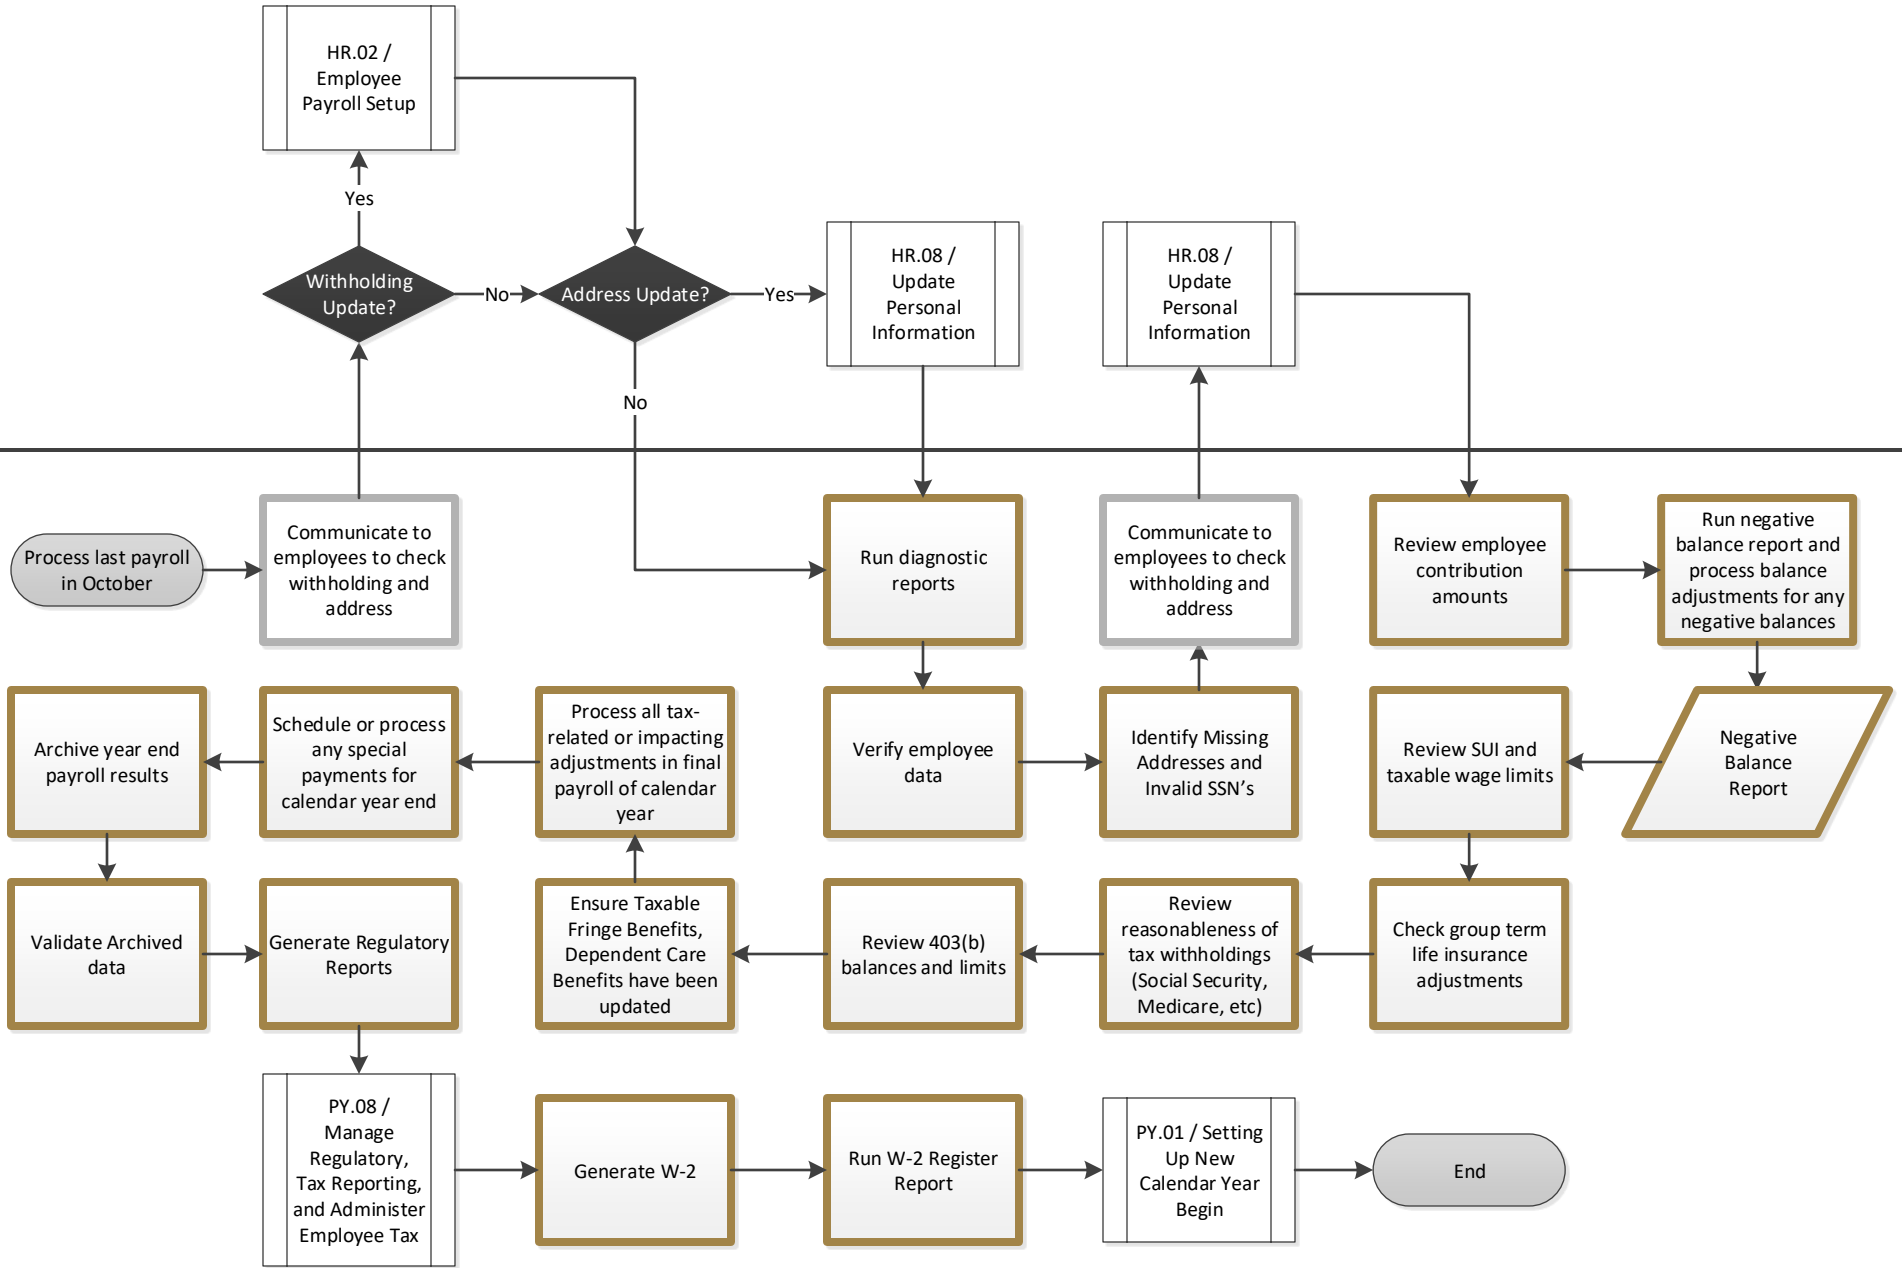 HR.02 /
Employee
Payroll Setup
Yes
Withholding
Update?
No
Address Update?
Yes
HR.08 /
Update
Personal
Information
HR.08 /
Update
Personal
Information
No
Process last payroll
in October
Communicate to
employees to check
withholding and
address
Run diagnostic
reports
Communicate to
employees to check
withholding and
address
Review employee
contribution
amounts
Run negative
balance report and
process balance
adjustments for any
negative balances
Archive year end
payroll results
Schedule or process
any special
payments for
calendar year end
Process all tax-
related or impacting
adjustments in final
payroll of calendar
year
Verify employee
data
Identify Missing
Addresses and
Invalid SSN’s
Review SUI and
taxable wage limits
Negative
Balance
Report
Validate Archived
data
Generate Regulatory
Reports
Ensure Taxable
Fringe Benefits,
Dependent Care
Benefits have been
updated
Review 403(b)
balances and limits
Review
reasonableness of
tax withholdings
(Social Security,
Medicare, etc)
Check group term
life insurance
adjustments
PY.08 /
Manage
Regulatory,
Tax Reporting,
and Administer
Employee Tax
Generate W-2
Run W-2 Register
Report
PY.01 / Setting
Up New
Calendar Year
Begin
End